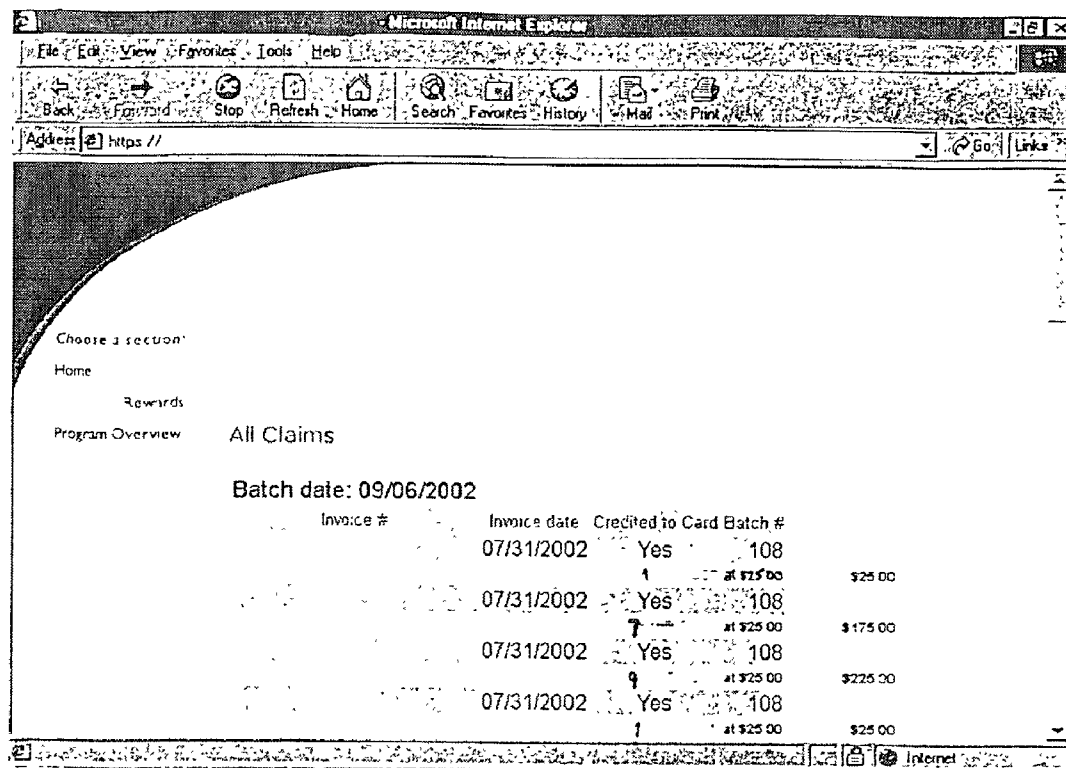 - Microsoft Internet Explorer
File Edit View Favorites Tools Help
Back Forward Stop Refresh Home Search Favorites History Mail Print
Address https // Go Links
Choose a section
Home
Rewards
Program Overview
All Claims
Batch date: 09/06/2002
Invoice # Invoice date Credited to Card Batch #
07/31/2002 Yes 108
1 at $25 00 $25 00
07/31/2002 Yes 108
7 at $25 00 $175 00
07/31/2002 Yes 108
9 at $25 00 $225 00
07/31/2002 Yes 108
1 at $25 00 $25 00
Internet